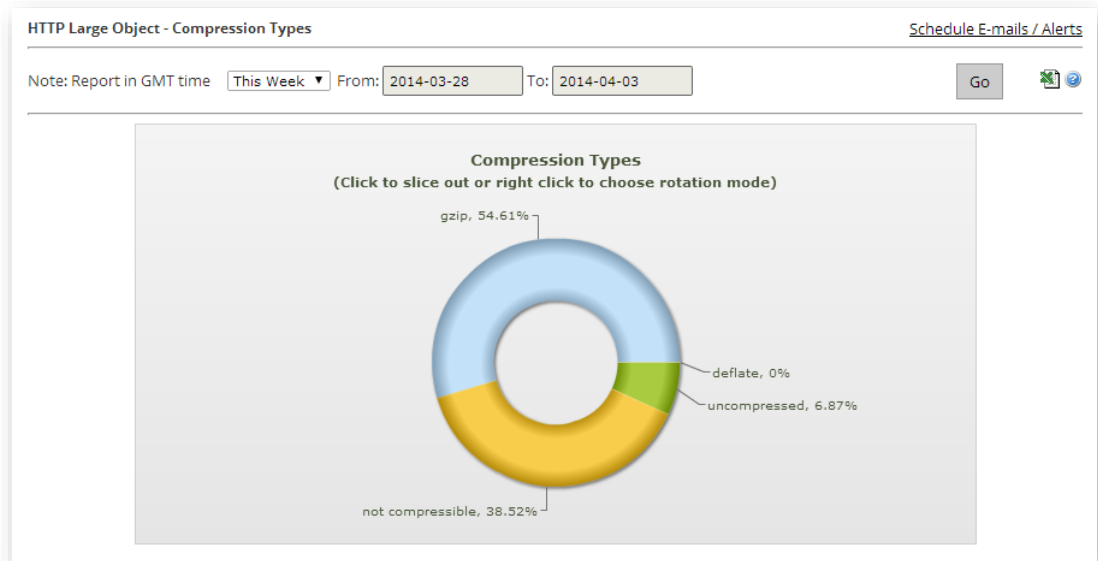 HTTP Large Object - Compression Types
Schedule E-mails / Alerts
Note: Report in GMT time This Week ▼ From: 2014-03-28 To: 2014-04-03 Go
Compression Types
(Click to slice out or right click to choose rotation mode)
gzip, 54.61%
deflate, 0%
uncompressed, 6.87%
not compressible, 38.52%